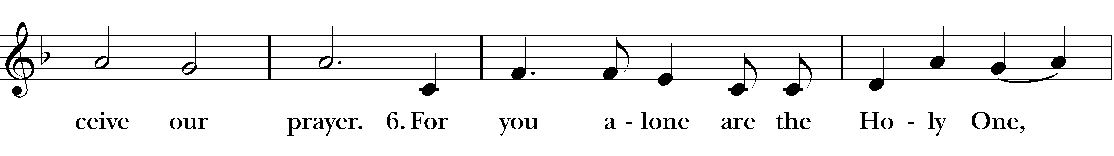 ceive our prayer. 6. For you a - lone are the Ho - ly One,